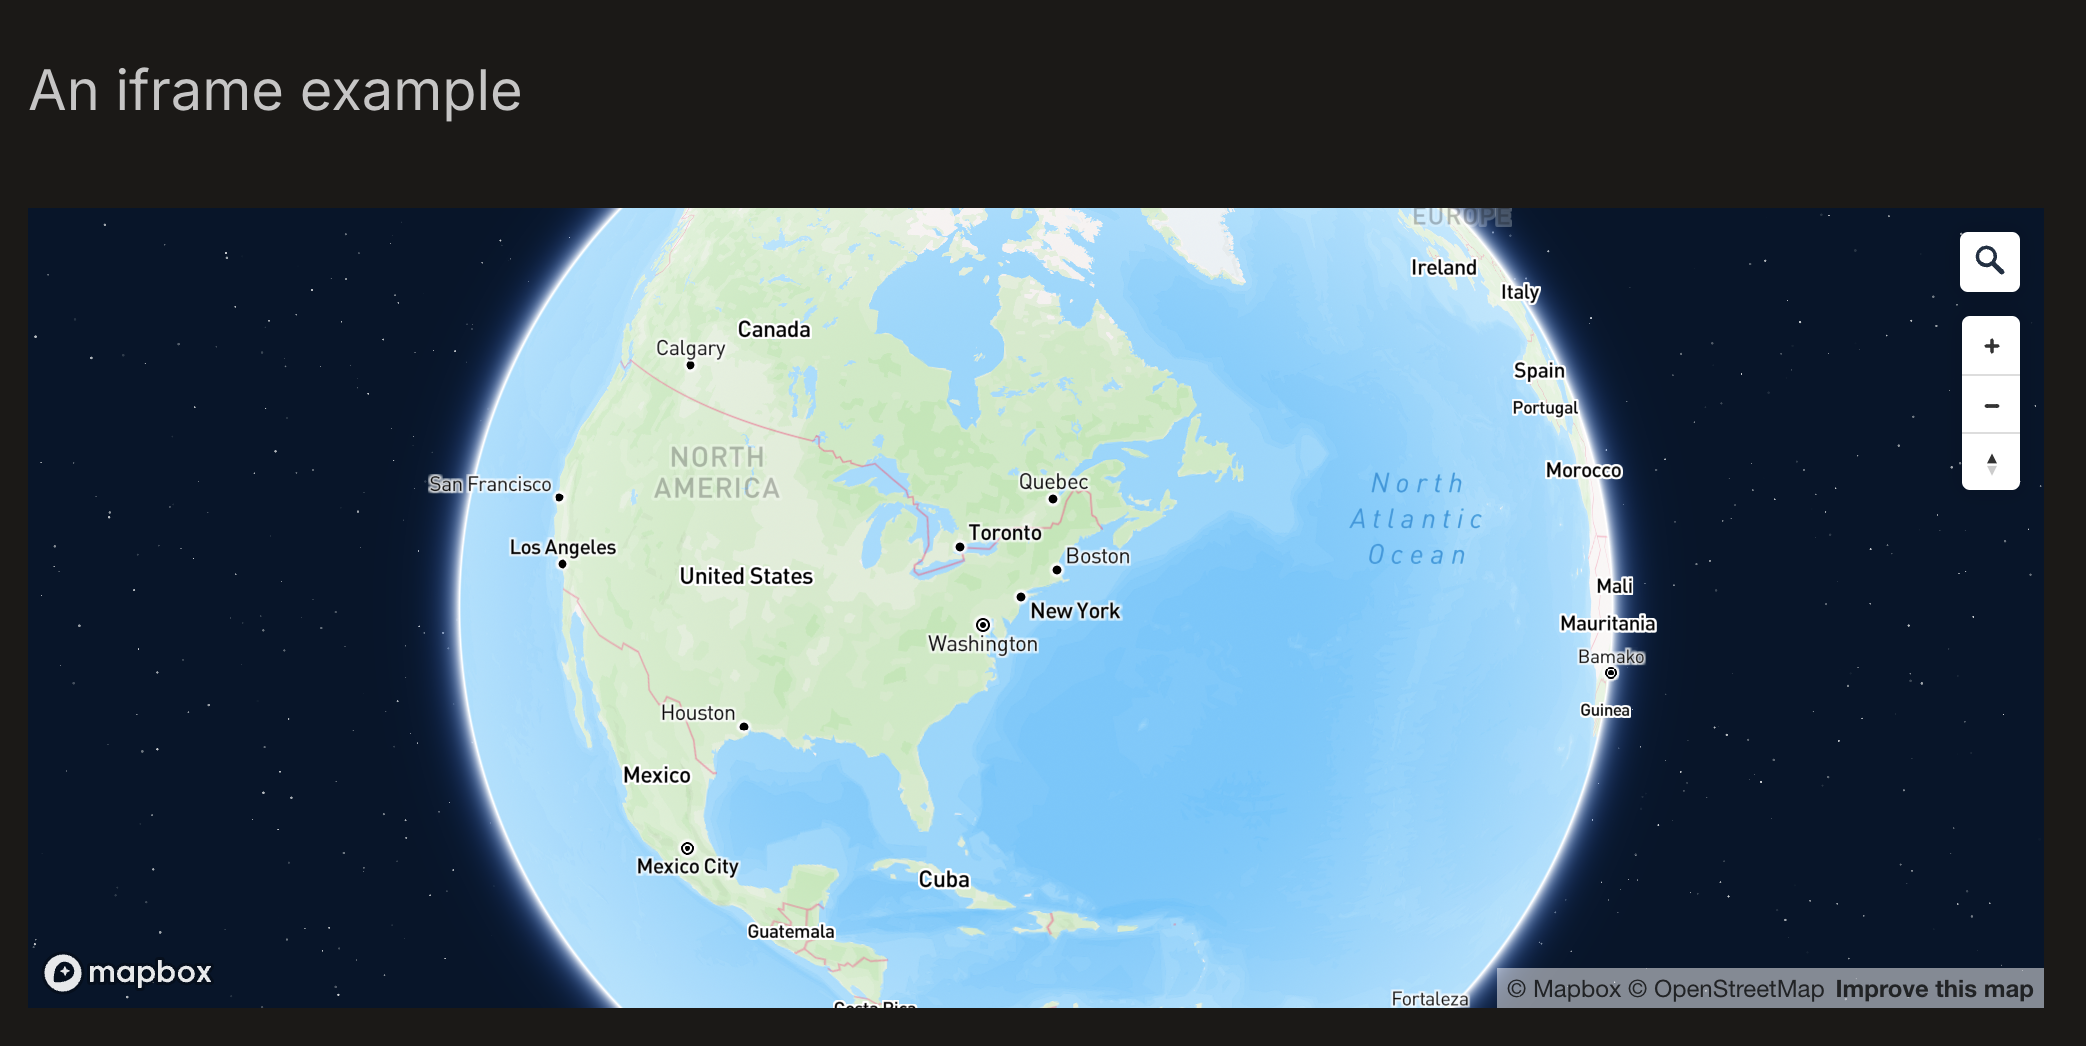 An iframe example
EUROPE
Ireland
Italy
Canada
Calgary
Spain
Portugal
NORTH
AMERICA
Morocco
San Francisco
Quebec
North
Atlantic
Ocean
Toronto
Los Angeles
Boston
United States
Mali
New York
Mauritania
Washington
Bamako
Houston
Guinea
Mexico
Mexico City
Cuba
Guatemala
mapbox
© Mapbox © OpenStreetMap Improve this map
Fortaleza
Costa Rica